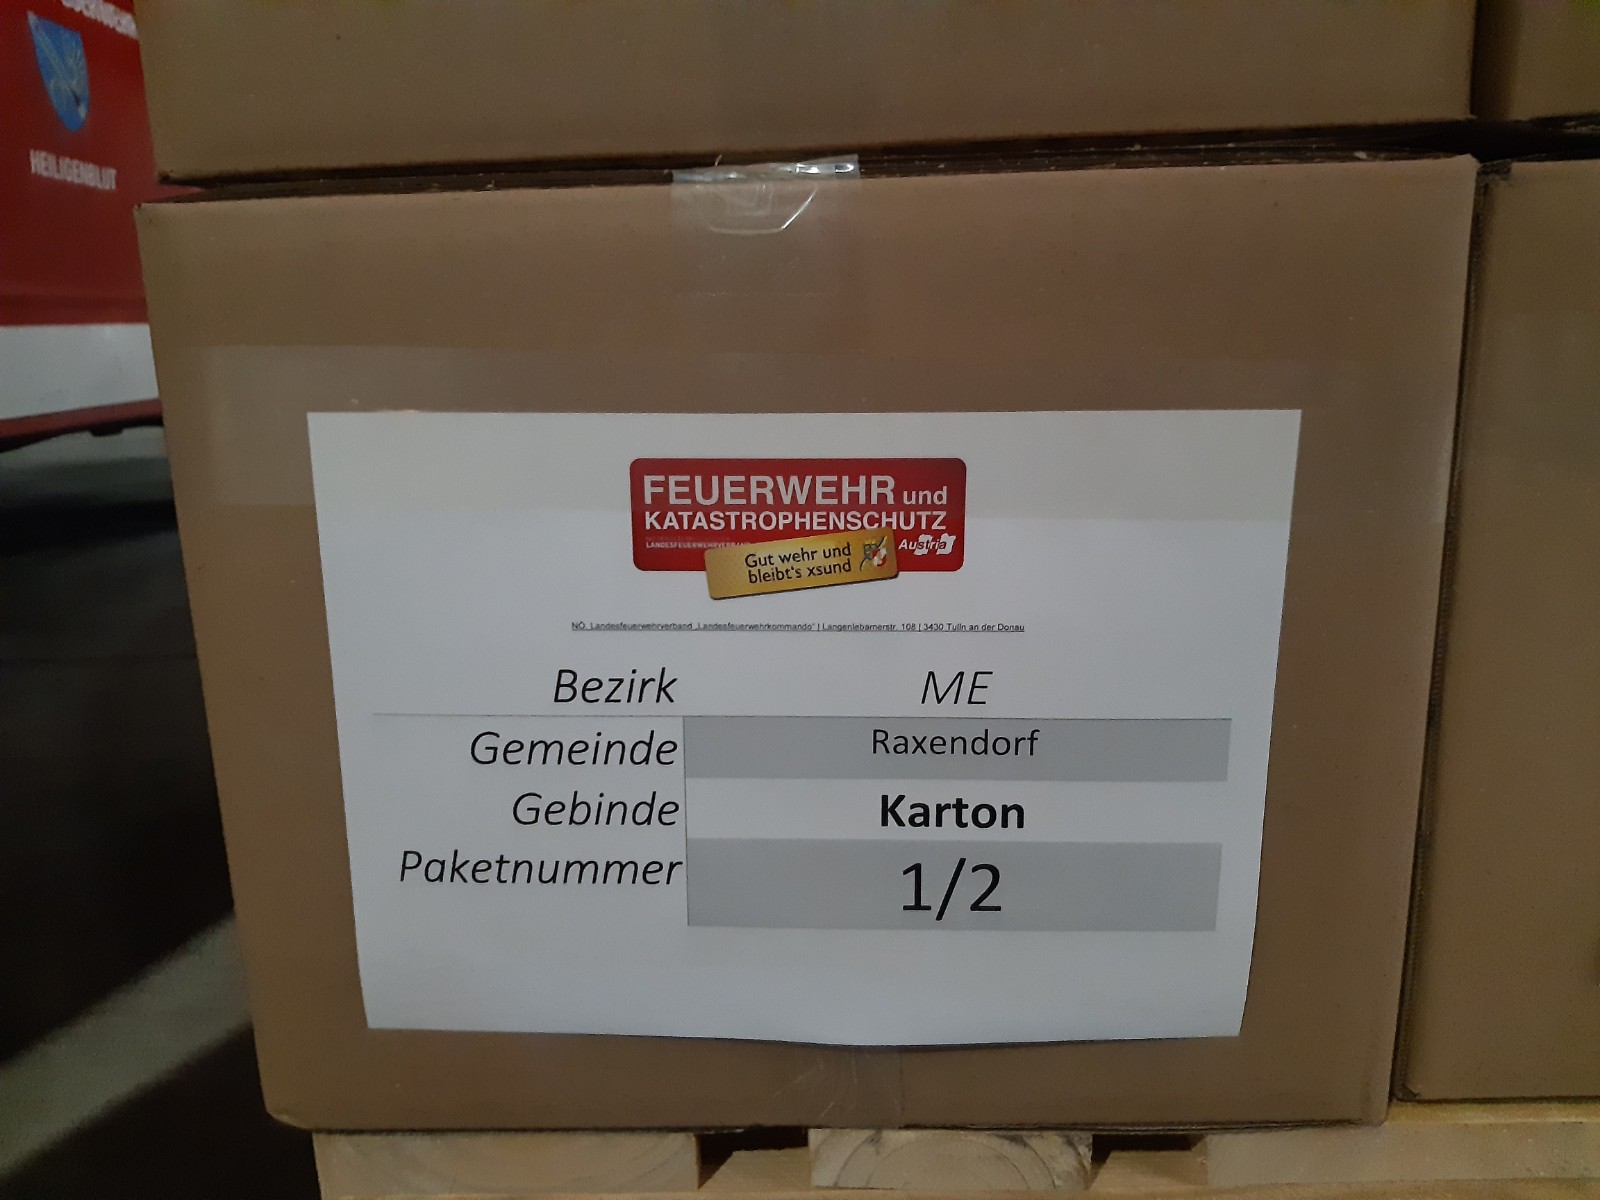 HEILIGENBLUT
FEUERWEHR und
KATASTROPHENSCHUTZ
LANDESFEUERWEHRVERBAND
Austria
Gut wehr und
bleibt's xsund
NÖ. Landesfeuerwehrverband „Landesfeuerwehrkommando“ | Langenlebarnerstr. 108 | 3430 Tulln an der Donau
Bezirk ME
Gemeinde Raxendorf
Gebinde Karton
Paketnummer 1/2